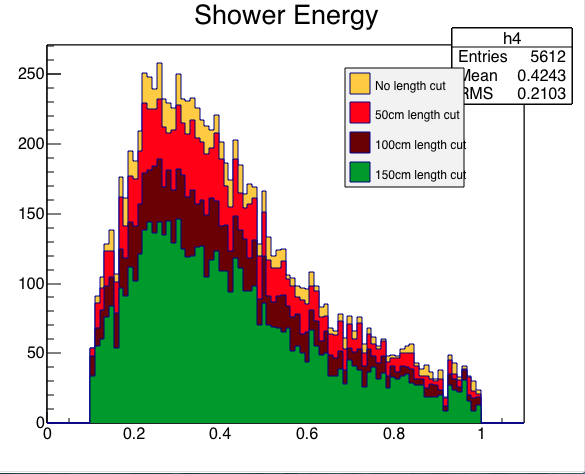 Shower Energy
h4
Entries 5612
Mean 0.4243
RMS 0.2103
No length cut
50cm length cut
100cm length cut
150cm length cut
250
200
150
100
50
0
0 0.2 0.4 0.6 0.8 1